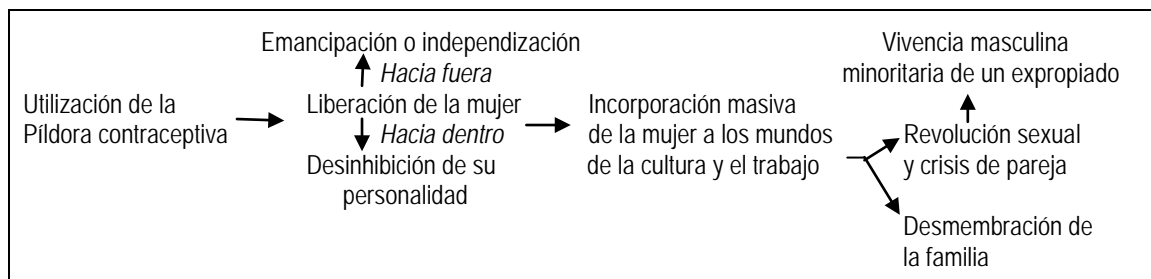 Utilización de la
Píldora contraceptiva
Emancipación o independización
Hacia fuera
Liberación de la mujer
Hacia dentro
Desinhibición de su
personalidad
Incorporación masiva
de la mujer a los mundos
de la cultura y el trabajo
Vivencia masculina
minoritaria de un expropiado
Revolución sexual
y crisis de pareja
Desmembración de
la familia